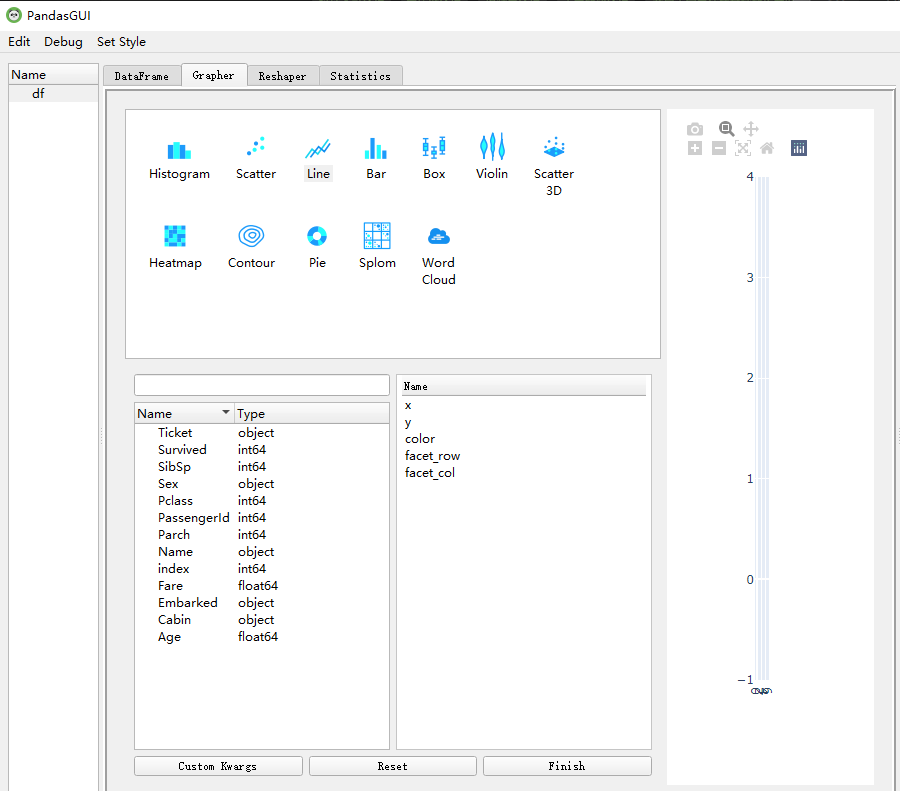 PandasGUI
Edit Debug Set Style
Name
df
DataFrame Grapher Reshaper Statistics
Histogram Scatter Line Bar Box Violin Scatter 3D
Heatmap Contour Pie Splom Word Cloud
Name Type
Ticket object
Survived int64
SibSp int64
Sex object
Pclass int64
PassengerId int64
Parch int64
Name object
index int64
Fare float64
Embarked object
Cabin object
Age float64
Name
x
y
color
facet_row
facet_col
Custom Kwargs Reset Finish
4
3
2
1
0
−1